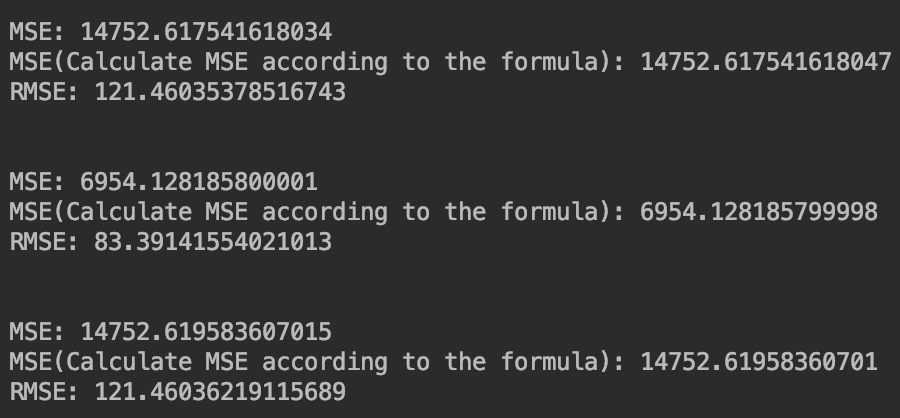 MSE: 14752.617541618034
MSE(Calculate MSE according to the formula): 14752.617541618047
RMSE: 121.46035378516743
MSE: 6954.128185800001
MSE(Calculate MSE according to the formula): 6954.128185799998
RMSE: 83.39141554021013
MSE: 14752.619583607015
MSE(Calculate MSE according to the formula): 14752.61958360701
RMSE: 121.46036219115689